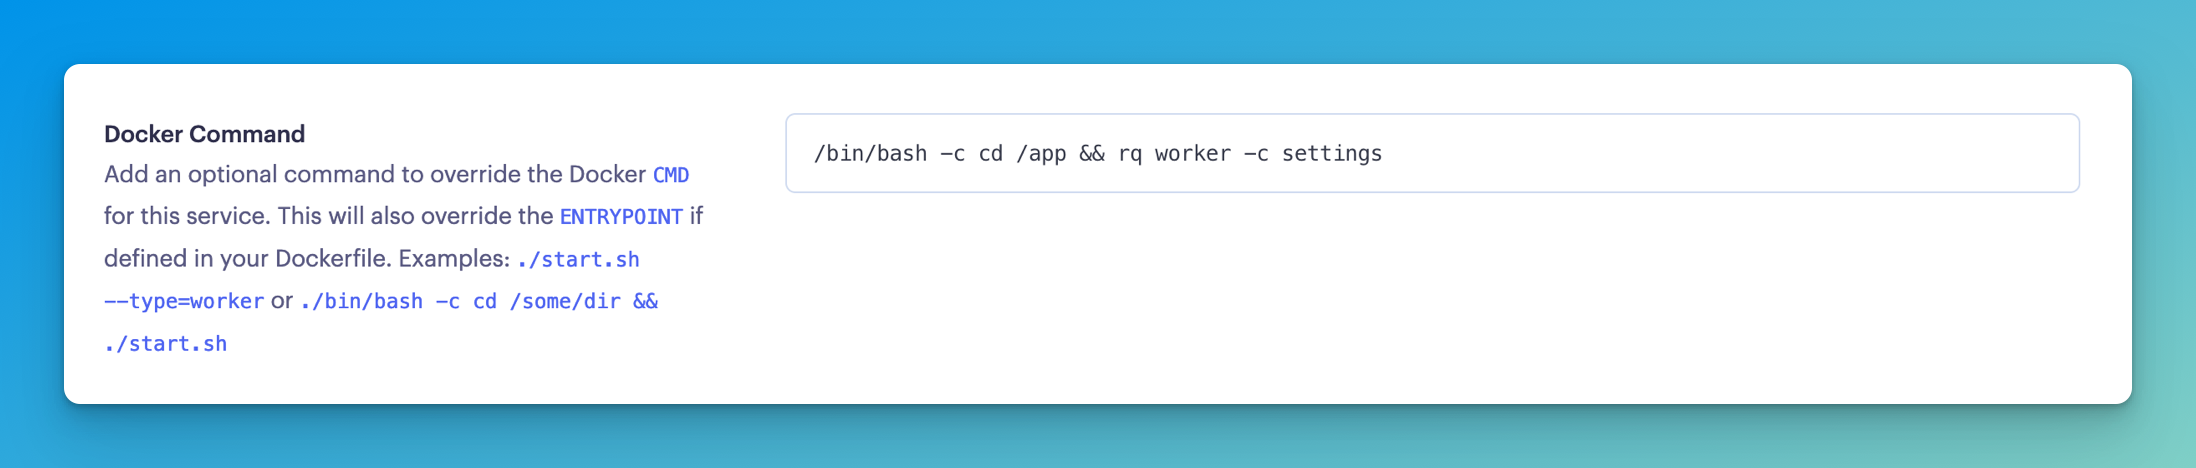 Docker Command
Add an optional command to override the Docker CMD
for this service. This will also override the ENTRYPOINT if
defined in your Dockerfile. Examples: ./start.sh
--type=worker or ./bin/bash -c cd /some/dir &&
./start.sh
/bin/bash -c cd /app && rq worker -c settings